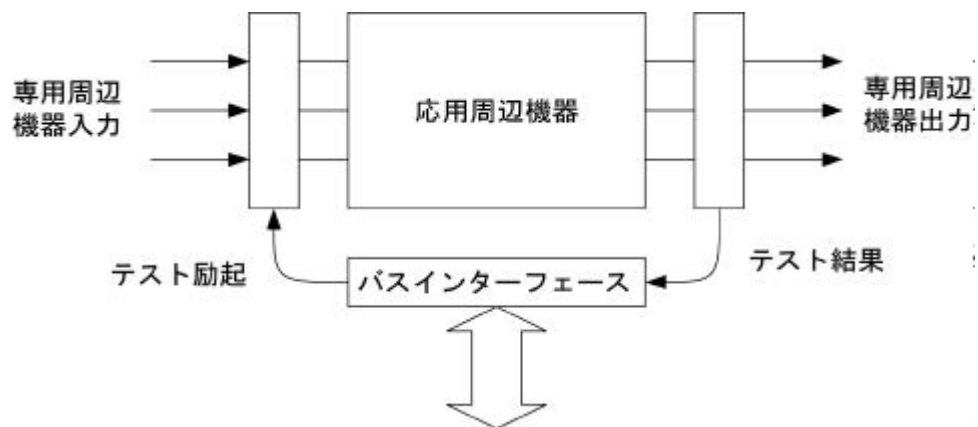 専用周辺
機器入力
応用周辺機器
専用周辺
機器出力
テスト励起
バスインターフェース
テスト結果